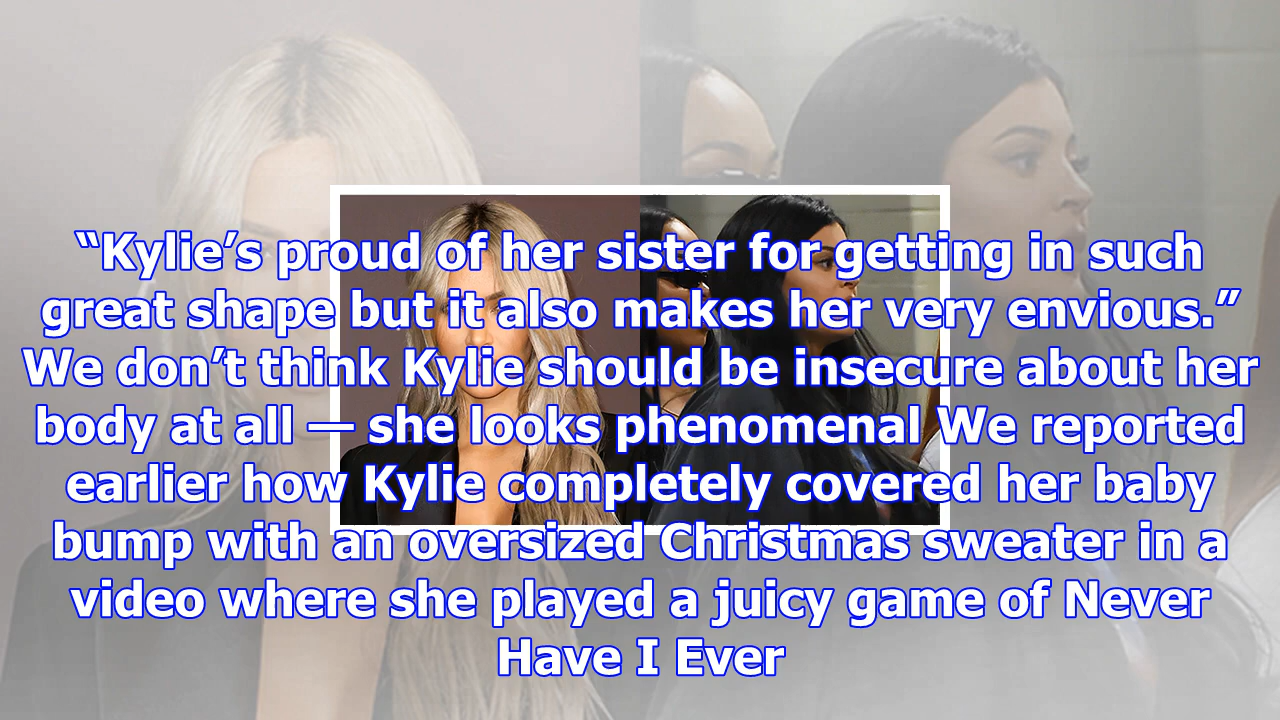 “Kylie’s proud of her sister for getting in such
great shape but it also makes her very envious.”
We don’t think Kylie should be insecure about her
body at all — she looks phenomenal We reported
earlier how Kylie completely covered her baby
bump with an oversized Christmas sweater in a
video where she played a juicy game of Never
Have I Ever